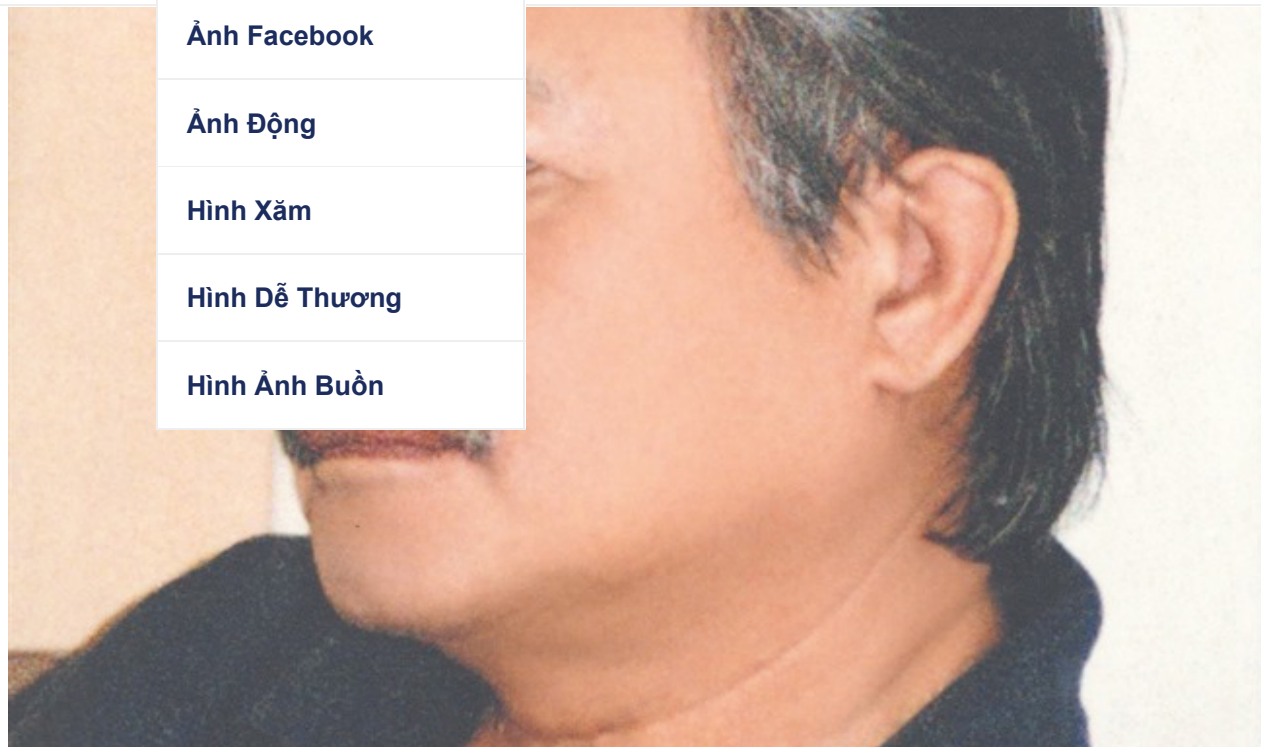 Ảnh Facebook
Ảnh Động
Hình Xăm
Hình Dễ Thương
Hình Ảnh Buồn